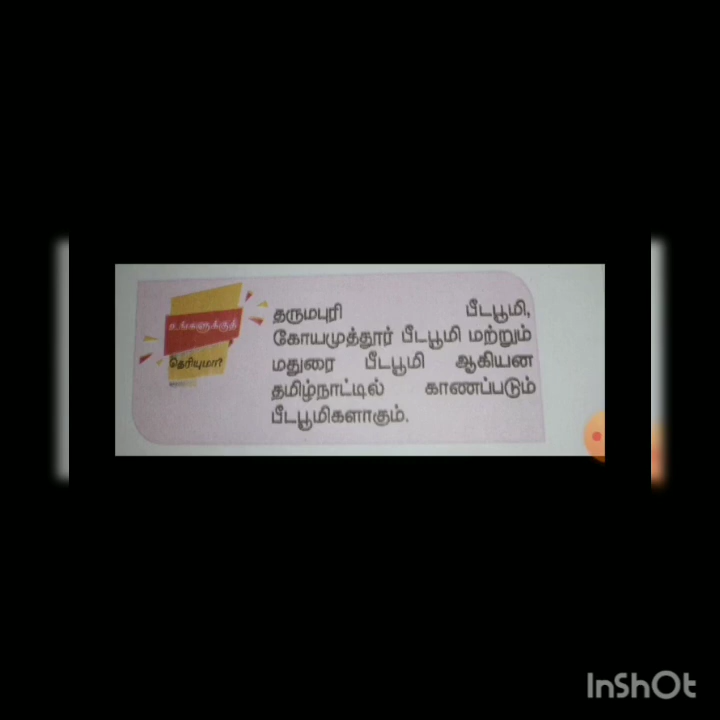 உங்களுக்குத்
தெரியுமா?
தருமபுரி பீடபூமி,
கோயமுத்தூர் பீடபூமி மற்றும்
மதுரை பீடபூமி ஆகியன
தமிழ்நாட்டில் காணப்படும்
பீடபூமிகளாகும்.
InShOt